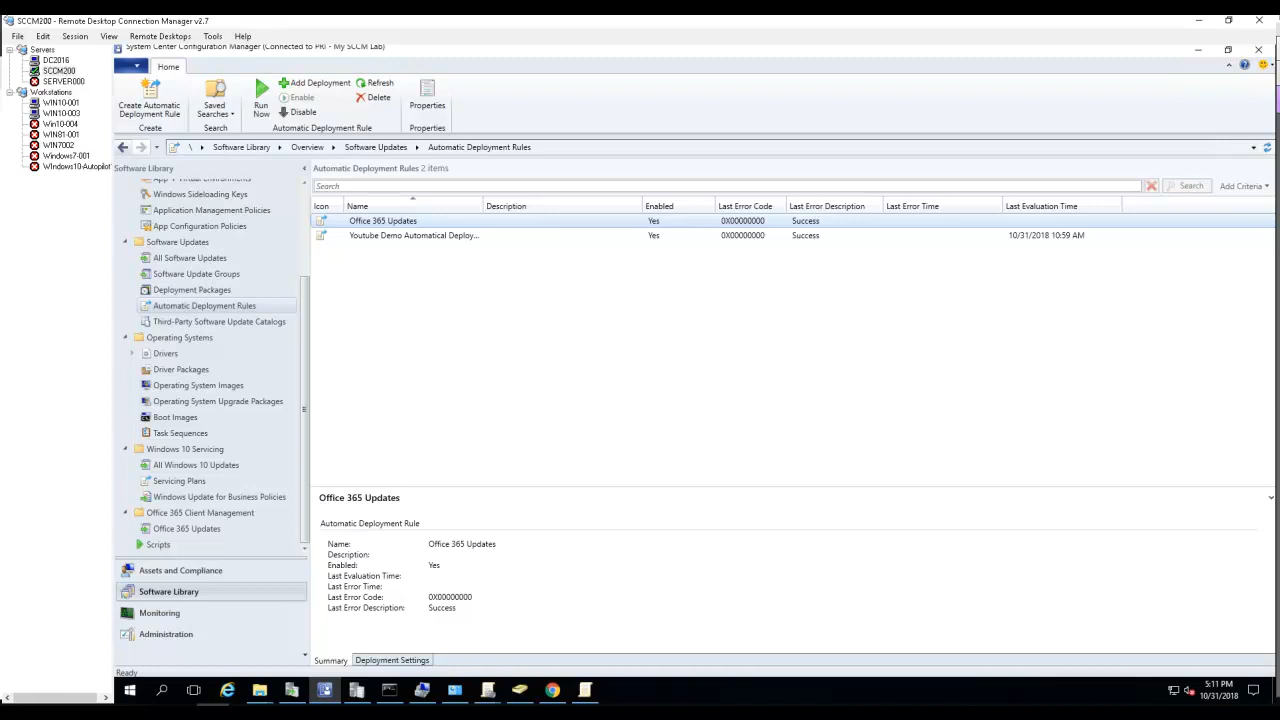 SCCM200 - Remote Desktop Connection Manager v2.7
File Edit Session View Remote Desktops Tools Help
Servers
DC2016
SCCM200
SERVER000
Workstations
WIN10-001
WIN10-003
Win10-004
WIN81-001
WIN7002
Windows7-001
Windows10-Autopilot
System Center Configuration Manager (Connected to PRI - My SCCM Lab)
Home
Create Automatic
Deployment Rule
Create
Saved
Searches
Search
Run
Now
Add Deployment
Enable
Disable
Refresh
Delete
Automatic Deployment Rule
Properties
Properties
\ Software Library Overview Software Updates Automatic Deployment Rules
Software Library
App-V Virtual Environments
Windows Sideloading Keys
Application Management Policies
App Configuration Policies
Software Updates
All Software Updates
Software Update Groups
Deployment Packages
Automatic Deployment Rules
Third-Party Software Update Catalogs
Operating Systems
Drivers
Driver Packages
Operating System Images
Operating System Upgrade Packages
Boot Images
Task Sequences
Windows 10 Servicing
All Windows 10 Updates
Servicing Plans
Windows Update for Business Policies
Office 365 Client Management
Office 365 Updates
Scripts
Assets and Compliance
Software Library
Monitoring
Administration
Automatic Deployment Rules 2 items
Search Search Add Criteria
Icon Name Description Enabled Last Error Code Last Error Description Last Error Time Last Evaluation Time
Office 365 Updates Yes 0X00000000 Success
Youtube Demo Automatical Deploy... Yes 0X00000000 Success 10/31/2018 10:59 AM
Office 365 Updates
Automatic Deployment Rule
Name: Office 365 Updates
Description:
Enabled: Yes
Last Evaluation Time:
Last Error Time:
Last Error Code: 0X00000000
Last Error Description: Success
Summary Deployment Settings
Ready
5:11 PM
10/31/2018